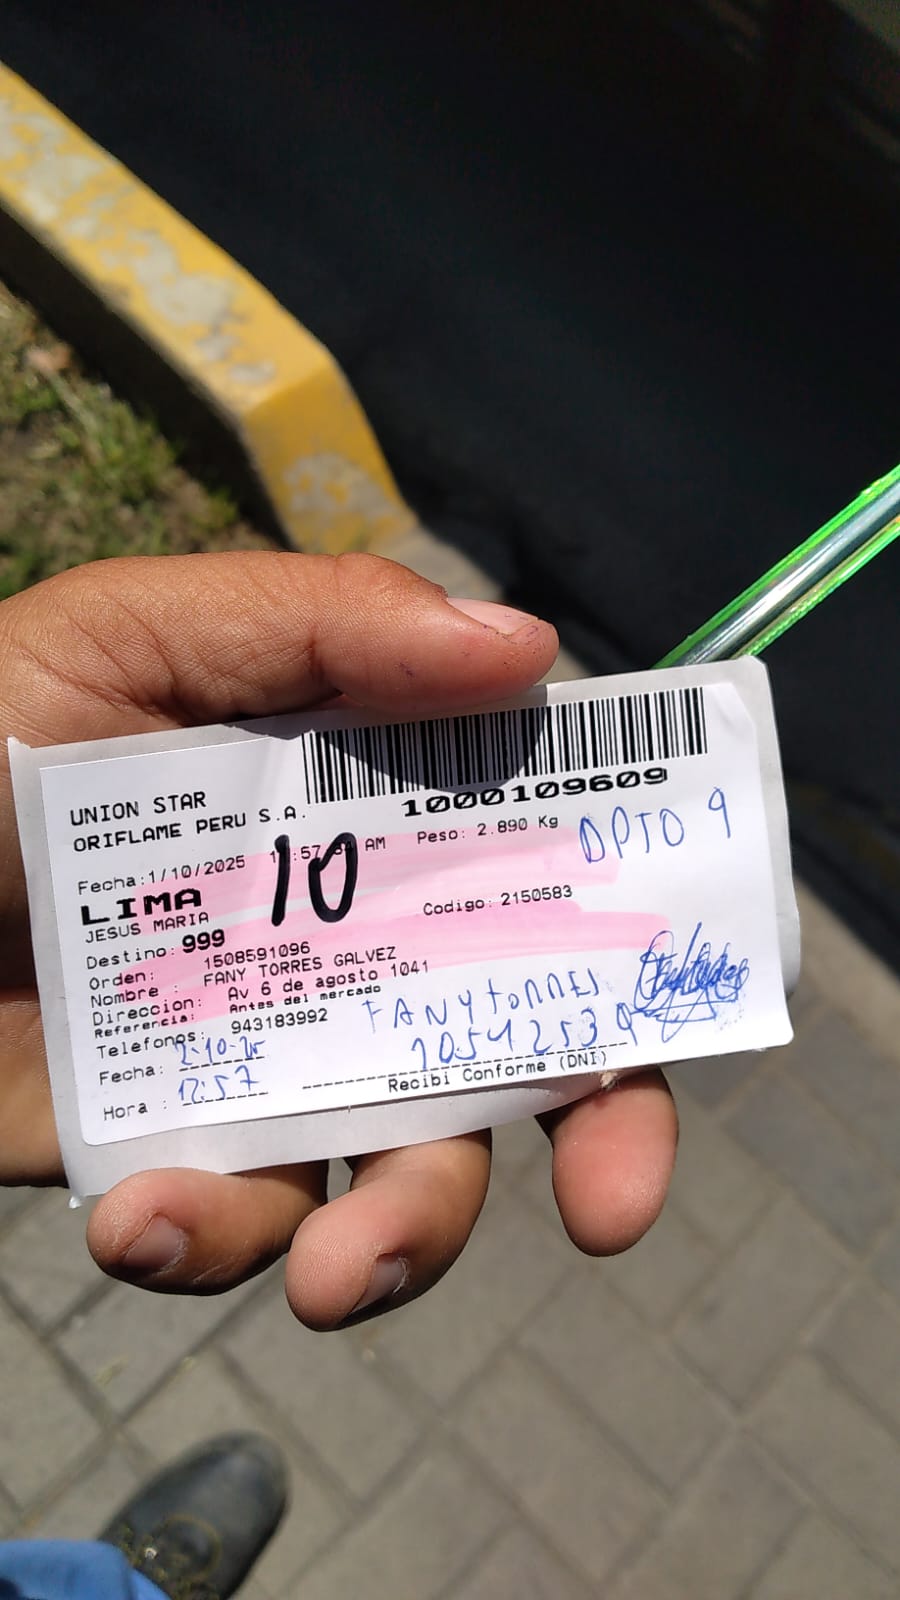 1000109609
UNION STAR
ORIFLAME PERU S.A.
Fecha:1/10/2025 AM Peso: 2.890 Kg
DPTO 9
10
LIMA
JESUS MARIA
Destino: 999 Codigo: 2150583
Orden: 1508591096
Nombre : FANY TORRES GALVEZ
Direccion: Av 6 de agosto 1041
Referencia: Antes del mercado
Telefonos: 943183992
FANY TORRES
Fecha: 2-10-25
Hora : 12:57
Recibi Conforme (DNI)